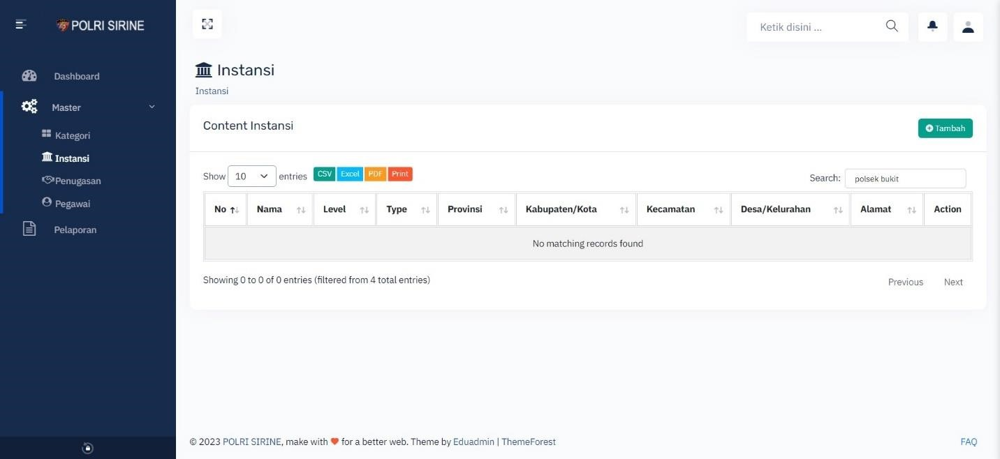 POLRI SIRINE
Ketik disini ...
Dashboard
Master
Kategori
Instansi
Penugasan
Pegawai
Pelaporan
Instansi
Instansi
Content Instansi
Tambah
Show 10 entries CSV Excel PDF Print
Search: polsek bukit
No Nama Level Type Provinsi Kabupaten/Kota Kecamatan Desa/Kelurahan Alamat Action
No matching records found
Showing 0 to 0 of 0 entries (filtered from 4 total entries)
Previous Next
© 2023 POLRI SIRINE, make with for a better web. Theme by Eduadmin | ThemeForest
FAQ